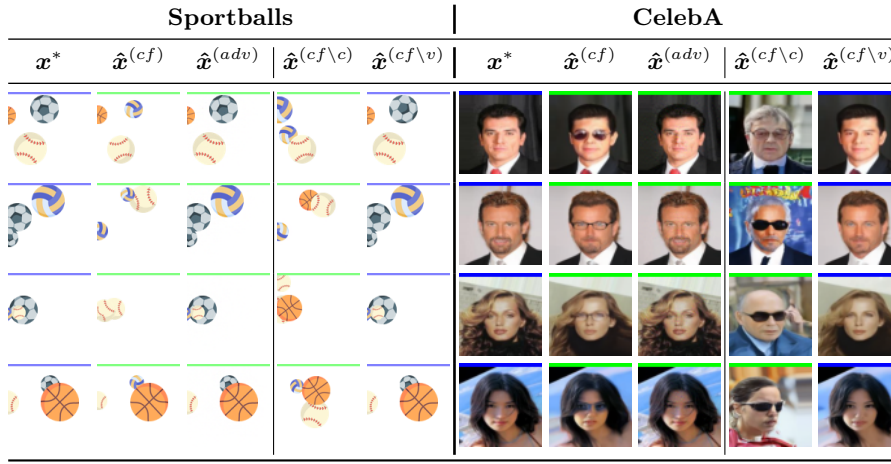 Sportballs CelebA
x* x̂^(cf) x̂^(adv) x̂^(cf\c) x̂^(cf\v) x* x̂^(cf) x̂^(adv) x̂^(cf\c) x̂^(cf\v)